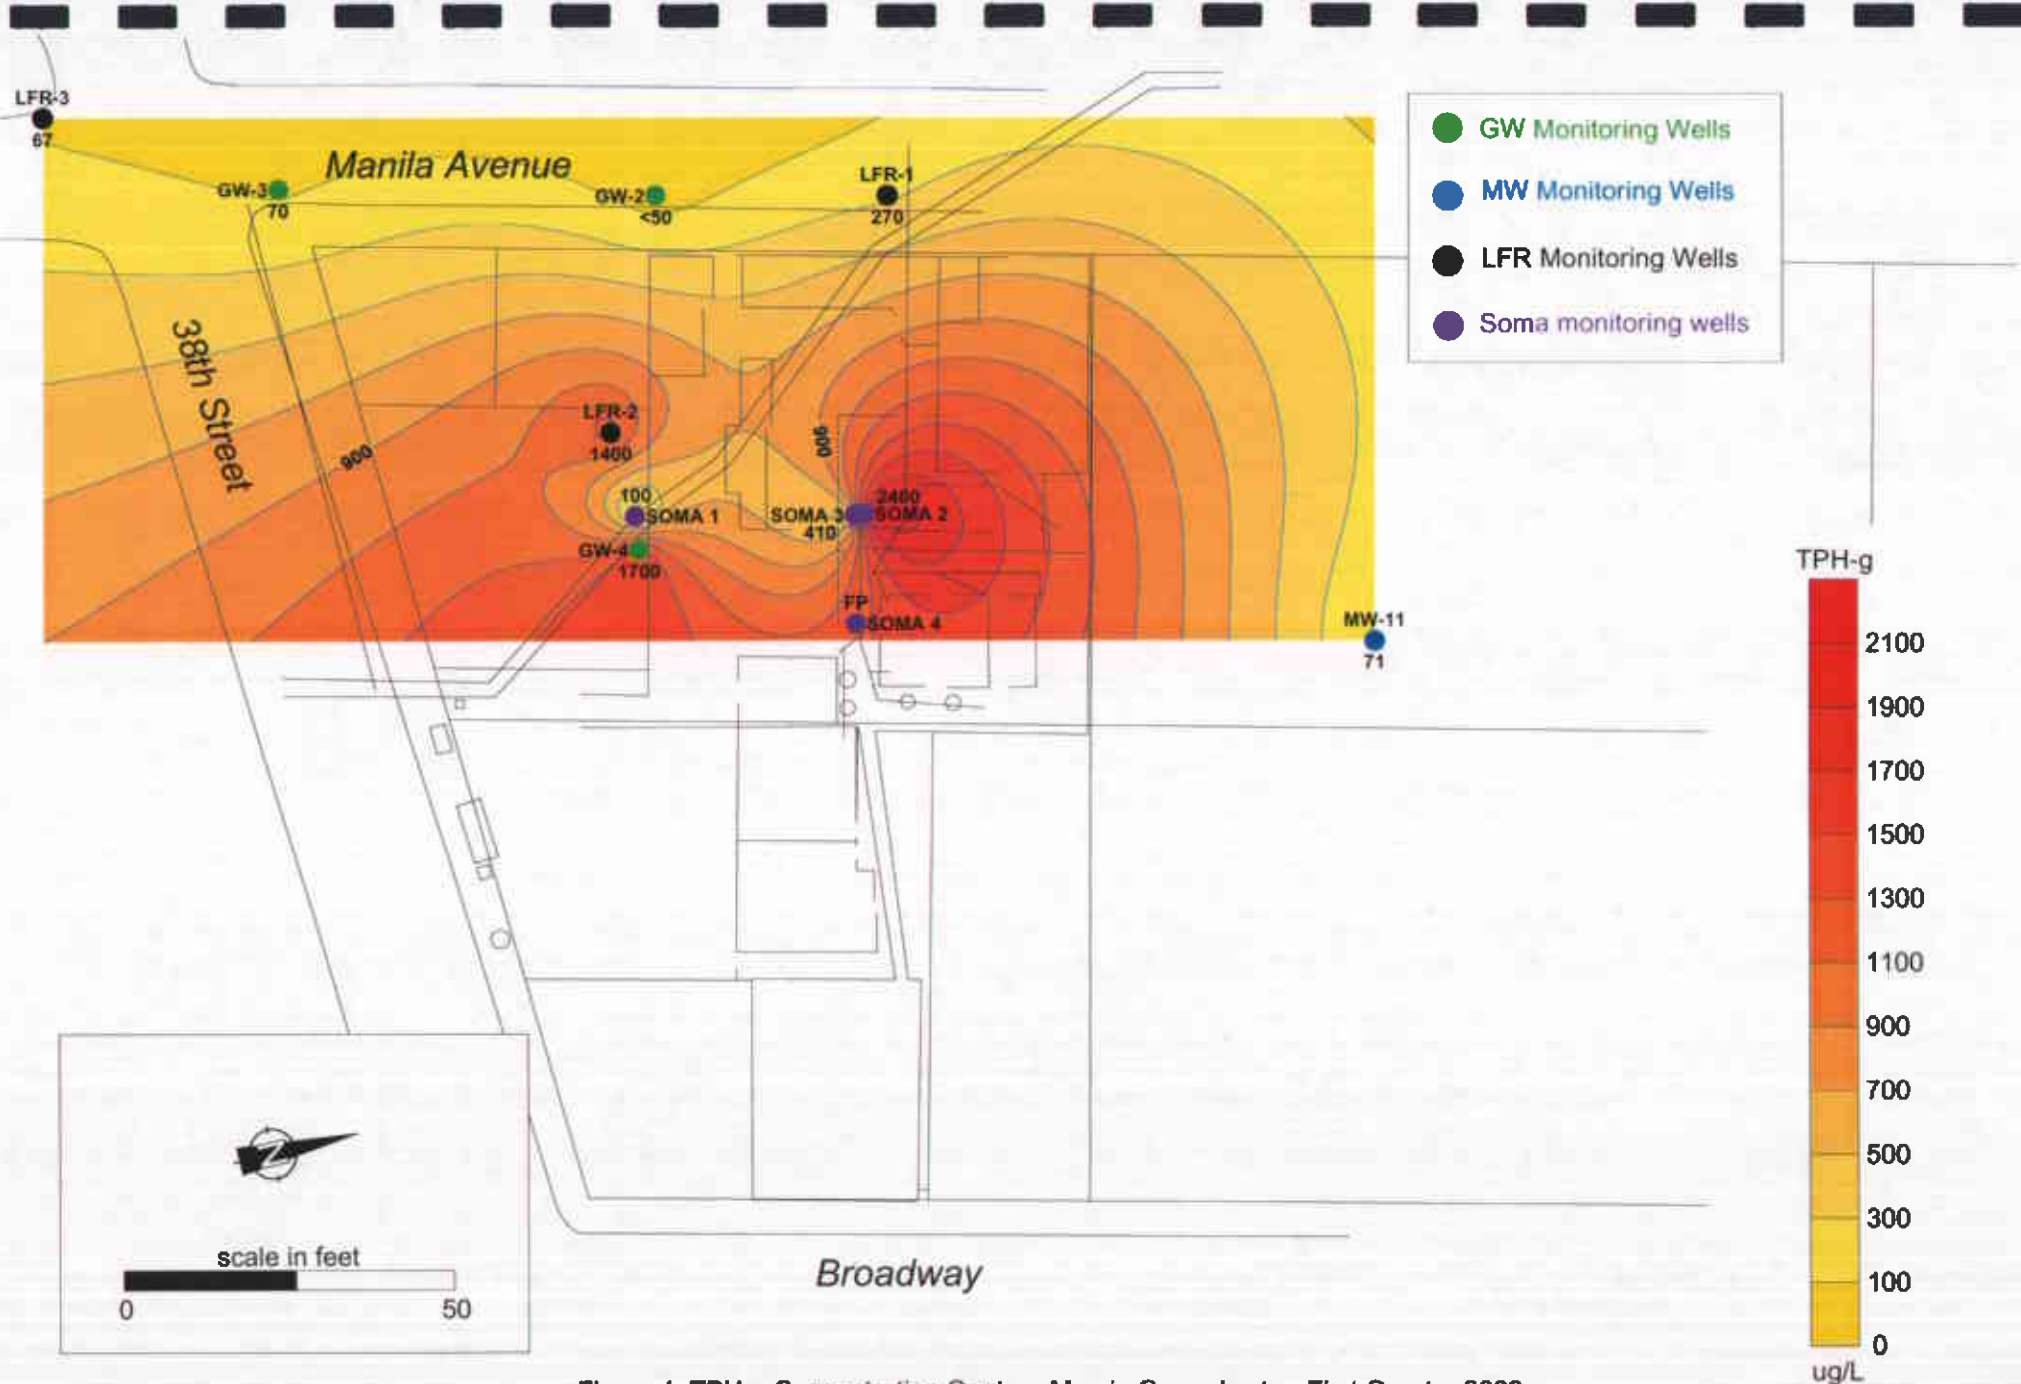 LFR-3
67
Manila Avenue
GW-3
70
GW-2
<50
LFR-1
270
GW Monitoring Wells
MW Monitoring Wells
LFR Monitoring Wells
Soma monitoring wells
38th Street
900
LFR-2
1400
900
100
SOMA 1
SOMA 3
410
2460
SOMA 2
GW-4
1700
FP
SOMA 4
MW-11
71
TPH-g
2100
1900
1700
1500
1300
1100
900
700
500
300
100
0
ug/L
Z
scale in feet
0 50
Broadway